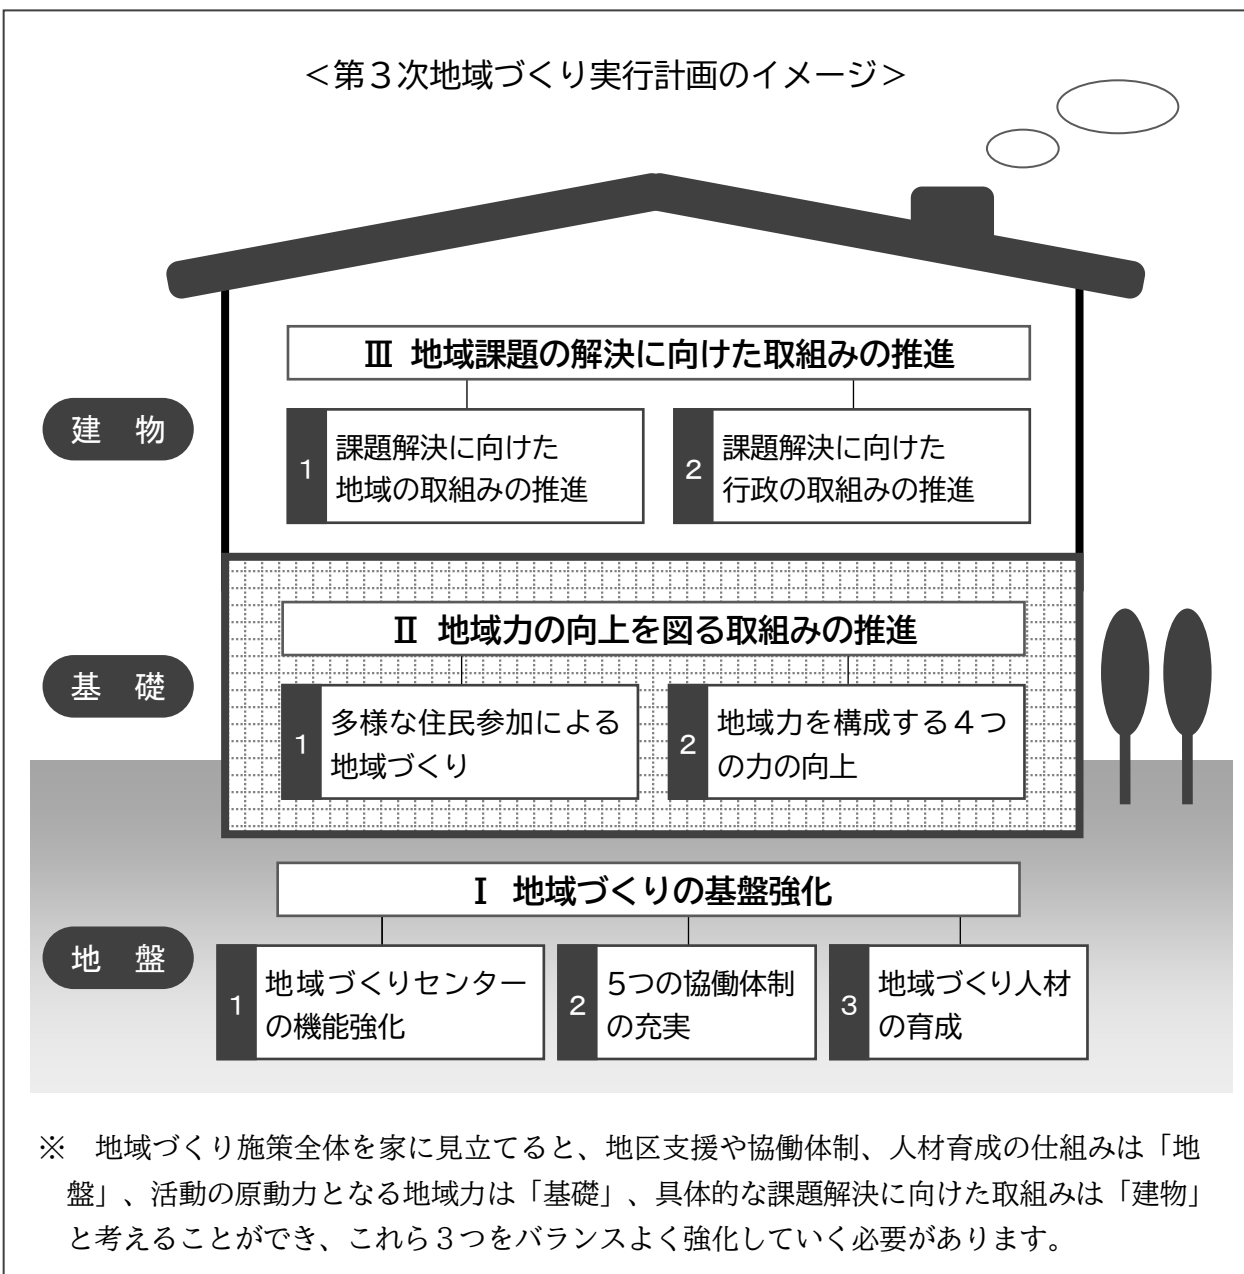 ＜第３次地域づくり実行計画のイメージ＞
Ⅲ 地域課題の解決に向けた取組みの推進
建　物
1
課題解決に向けた
地域の取組みの推進
2
課題解決に向けた
行政の取組みの推進
Ⅱ 地域力の向上を図る取組みの推進
基　礎
1
多様な住民参加による
地域づくり
2
地域力を構成する４つ
の力の向上
Ⅰ 地域づくりの基盤強化
地　盤
1
地域づくりセンター
の機能強化
2
5つの協働体制
の充実
3
地域づくり人材
の育成
※　地域づくり施策全体を家に見立てると、地区支援や協働体制、人材育成の仕組みは「地
盤」、活動の原動力となる地域力は「基礎」、具体的な課題解決に向けた取組みは「建物」
と考えることができ、これら３つをバランスよく強化していく必要があります。